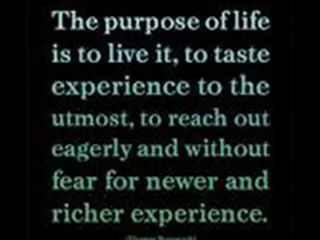 The purpose of life
is to live it, to taste
experience to the
utmost, to reach out
eagerly and without
fear for newer and
richer experience.